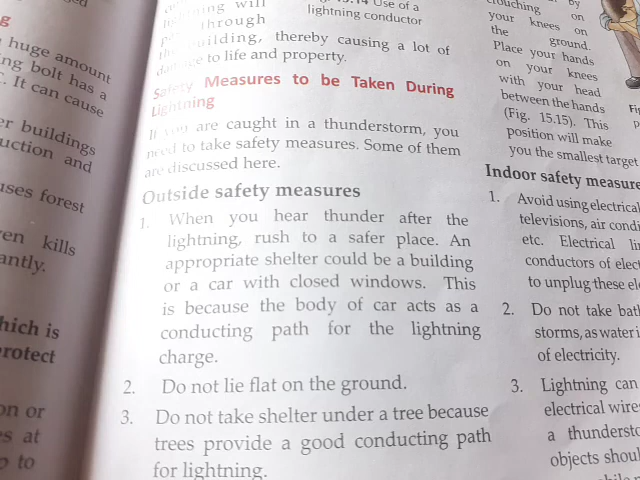 g
huge amount
ing bolt has a
It can cause
er buildings
uction and
uses forest
ven kills
antly.
hich is
protect
on or
s at
to
ning will
through
building, thereby causing a lot of
to life and property.
Safety Measures to be Taken During
Lightning
If you are caught in a thunderstorm, you
need to take safety measures. Some of them
are discussed here.
Outside safety measures
1. When you hear thunder after the
lightning, rush to a safer place. An
appropriate shelter could be a building
or a car with closed windows. This
is because the body of car acts as a
conducting path for the lightning
charge.
2. Do not lie flat on the ground.
3. Do not take shelter under a tree because
trees provide a good conducting path
for lightning.
15.14 Use of a
lightning conductor
crouching on
your knees on
the ground.
Place your hands
on your knees
with your head
between the hands
(Fig. 15.15). This
position will make
you the smallest target
Indoor safety measure
1. Avoid using electrical
televisions, air condi
etc. Electrical li
conductors of elect
to unplug these el
2. Do not take bat
storms, as water i
of electricity.
3. Lightning can
electrical wire
a thunderst
objects shou